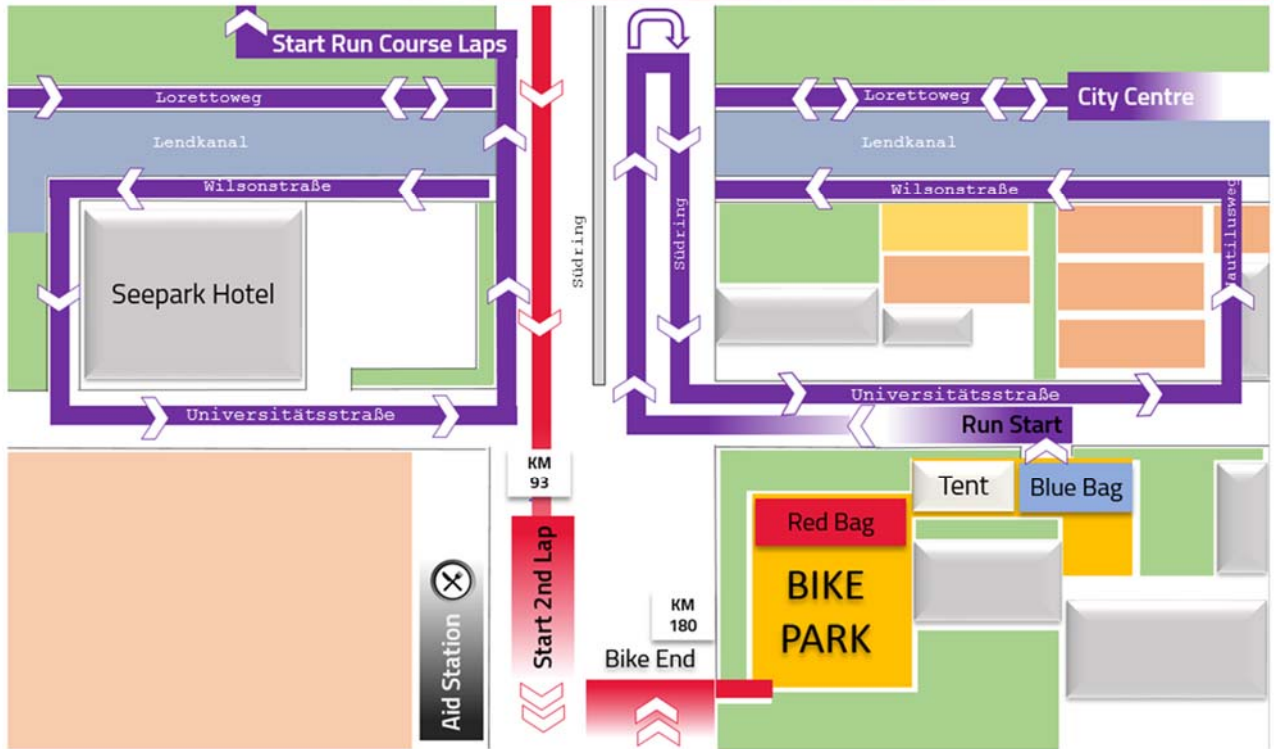 Start Run Course Laps
Lorettoweg
Lorettoweg
City Centre
Lendkanal
Lendkanal
Wilsonstraße
Wilsonstraße
Nautilusweg
Südring
Südring
Seepark Hotel
Universitätsstraße
Universitätsstraße
Run Start
KM
93
Tent
Blue Bag
Red Bag
Start 2nd Lap
Aid Station
BIKE
PARK
KM
180
Bike End